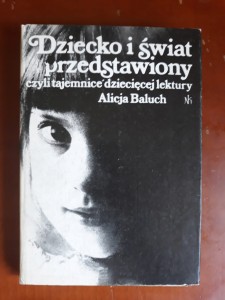 Dziecko i świat
przedstawiony
czyli tajemnice dziecięcej lektury
Alicja Baluch